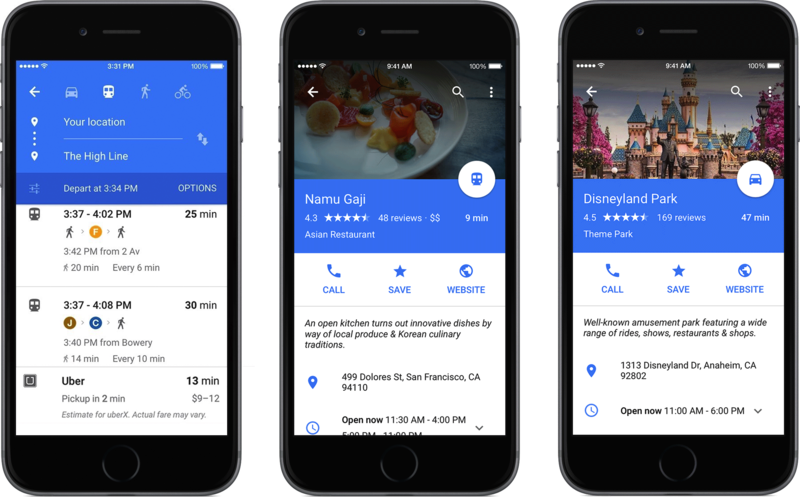 3:31 PM
100%
Your location
The High Line
Depart at 3:34 PM
OPTIONS
3:37 - 4:02 PM
25 min
F
3:42 PM from 2 Av
20 min Every 6 min
3:37 - 4:08 PM
30 min
J C
3:40 PM from Bowery
14 min Every 10 min
Uber
13 min
Pickup in 2 min
$9–12
Estimate for uberX. Actual fare may vary.
9:41 AM
100%
Namu Gaji
4.3 48 reviews · $$
9 min
Asian Restaurant
CALL SAVE WEBSITE
An open kitchen turns out innovative dishes by
way of local produce & Korean culinary
traditions.
499 Dolores St, San Francisco, CA
94110
Open now 11:30 AM - 4:00 PM
5:00 PM - 11:00 PM
9:41 AM
100%
Disneyland Park
4.5 169 reviews
47 min
Theme Park
CALL SAVE WEBSITE
Well-known amusement park featuring a wide
range of rides, shows, restaurants & shops.
1313 Disneyland Dr, Anaheim, CA
92802
Open now 11:00 AM - 6:00 PM